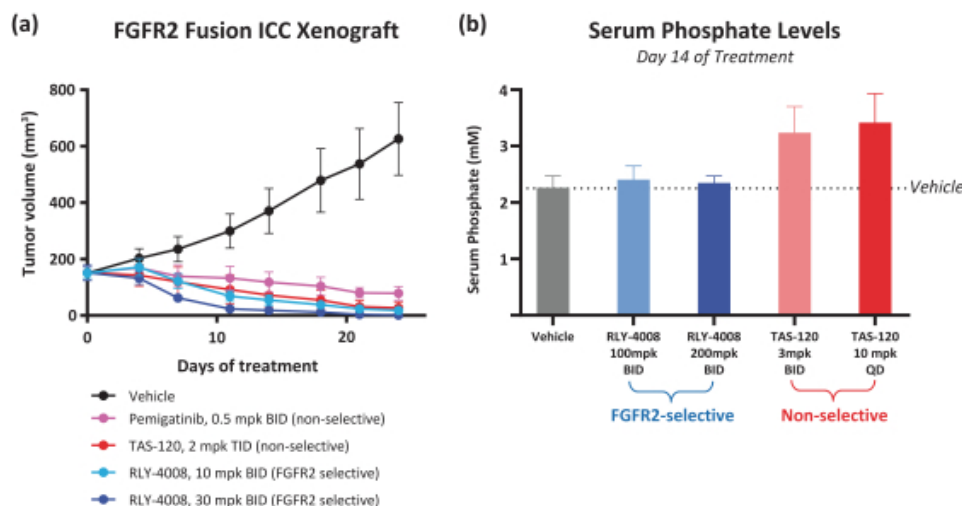 (a)
FGFR2 Fusion ICC Xenograft
800
600
400
200
0
Tumor volume (mm³)
0
10
20
Days of treatment
Vehicle
Pemigatinib, 0.5 mpk BID (non-selective)
TAS-120, 2 mpk TID (non-selective)
RLY-4008, 10 mpk BID (FGFR2 selective)
RLY-4008, 30 mpk BID (FGFR2 selective)
(b)
Serum Phosphate Levels
Day 14 of Treatment
4
3
2
1
Serum Phosphate (mM)
Vehicle
Vehicle
RLY-4008
100mpk
BID
RLY-4008
200mpk
BID
TAS-120
3mpk
BID
TAS-120
10 mpk
QD
FGFR2-selective
Non-selective